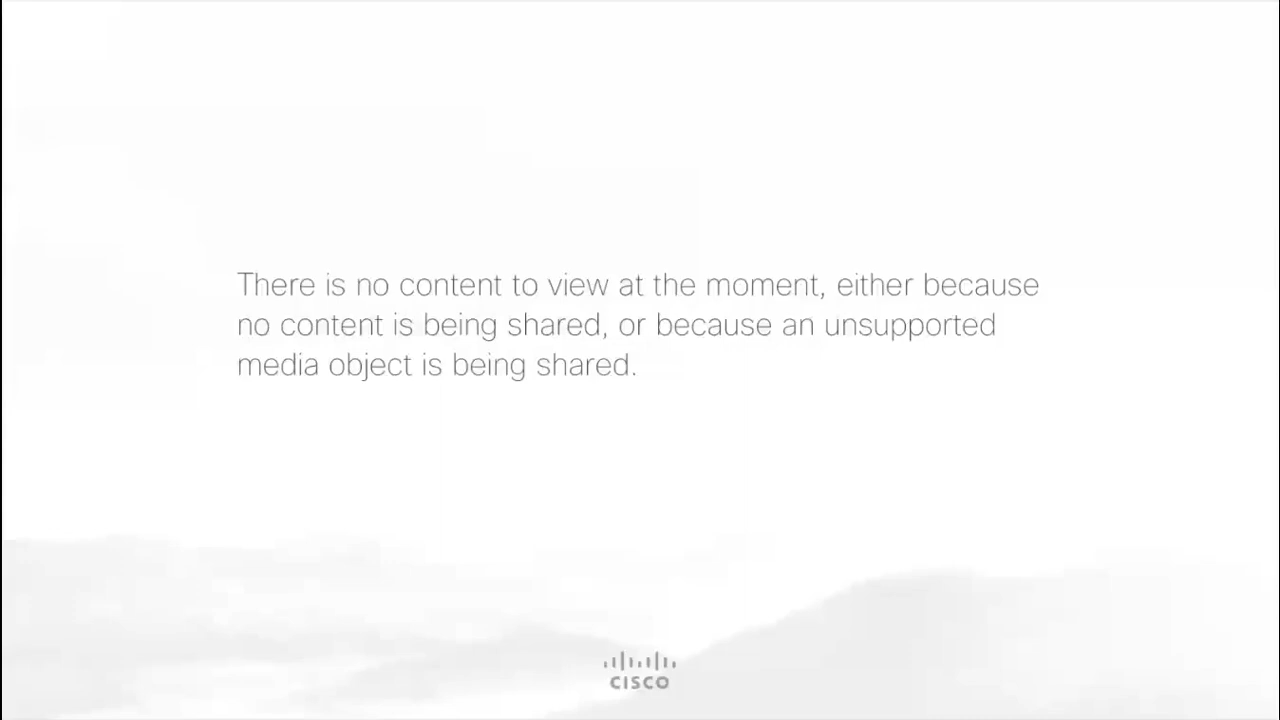 There is no content to view at the moment, either because
no content is being shared, or because an unsupported
media object is being shared.
CISCO